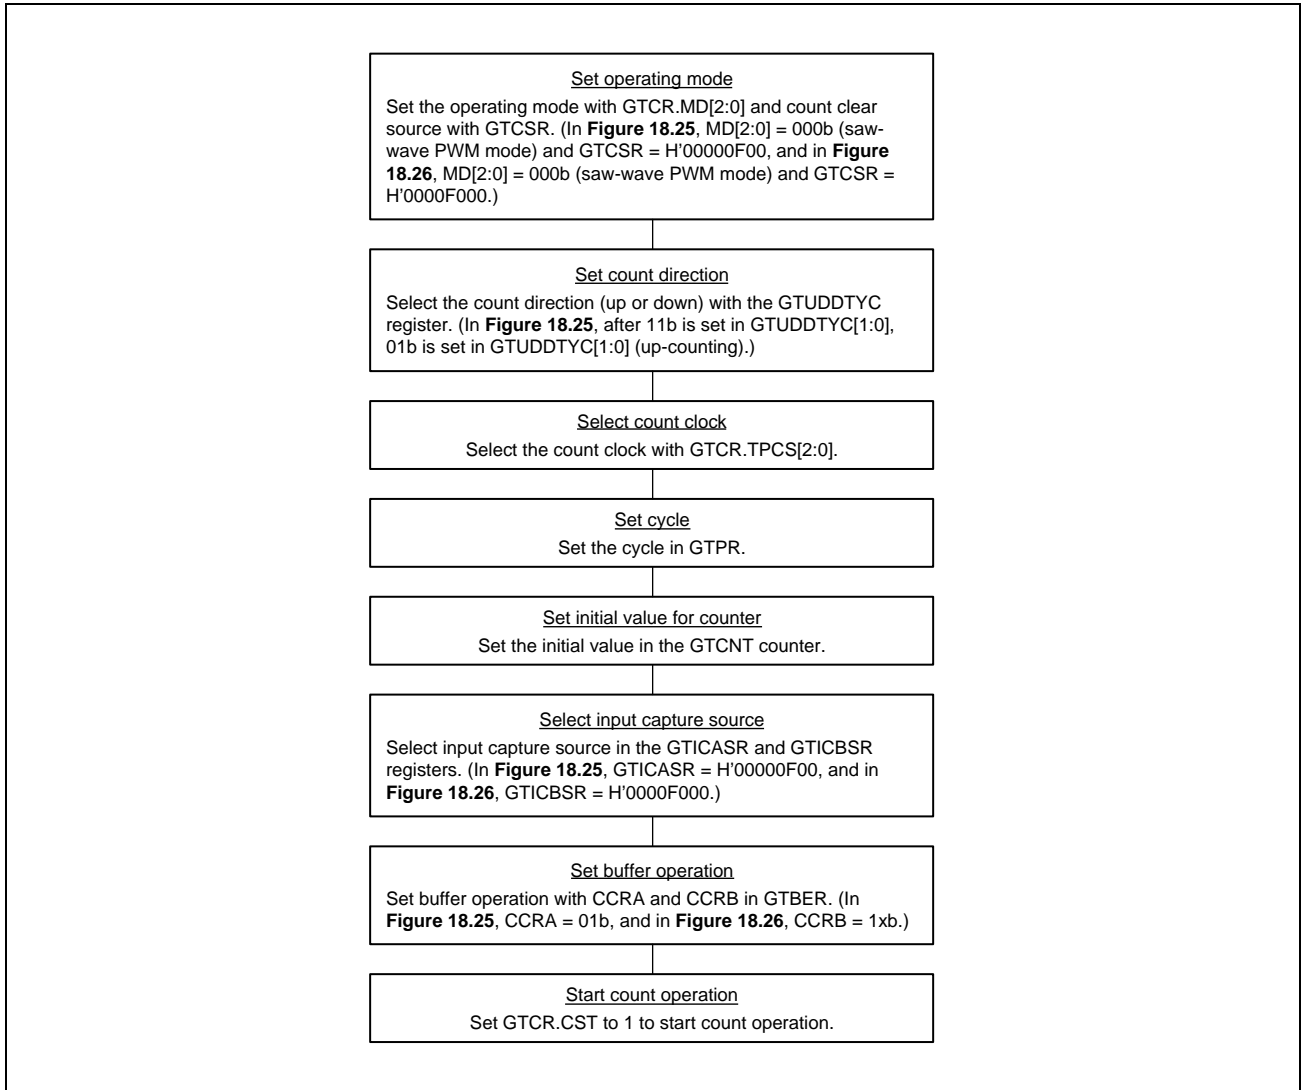 Set operating mode
Set the operating mode with GTCR.MD[2:0] and count clear
source with GTCSR. (In Figure 18.25, MD[2:0] = 000b (saw-
wave PWM mode) and GTCSR = H'00000F00, and in Figure
18.26, MD[2:0] = 000b (saw-wave PWM mode) and GTCSR =
H'0000F000.)
Set count direction
Select the count direction (up or down) with the GTUDDTYC
register. (In Figure 18.25, after 11b is set in GTUDDTYC[1:0],
01b is set in GTUDDTYC[1:0] (up-counting).)
Select count clock
Select the count clock with GTCR.TPCS[2:0].
Set cycle
Set the cycle in GTPR.
Set initial value for counter
Set the initial value in the GTCNT counter.
Select input capture source
Select input capture source in the GTICASR and GTICBSR
registers. (In Figure 18.25, GTICASR = H'00000F00, and in
Figure 18.26, GTICBSR = H'0000F000.)
Set buffer operation
Set buffer operation with CCRA and CCRB in GTBER. (In
Figure 18.25, CCRA = 01b, and in Figure 18.26, CCRB = 1xb.)
Start count operation
Set GTCR.CST to 1 to start count operation.